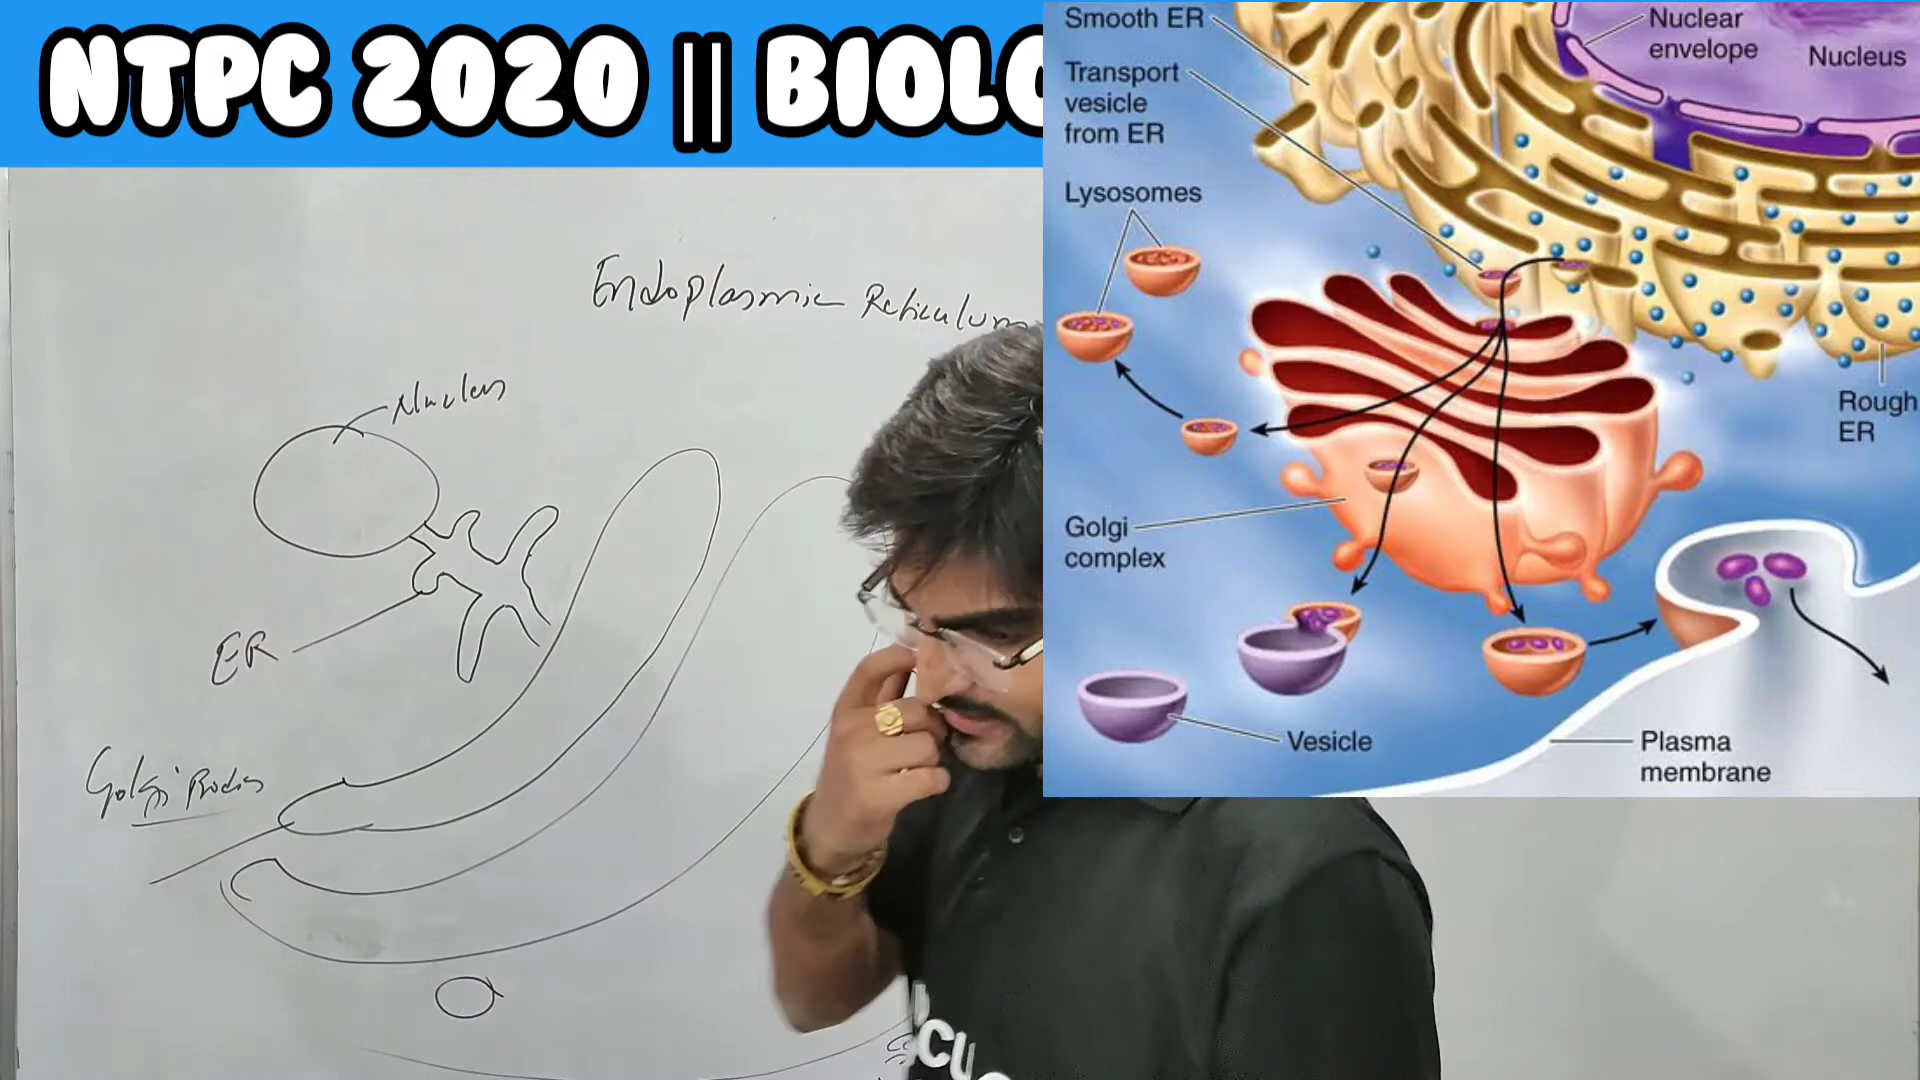 NTPC 2020 || BIOLO
Endoplasmic Reticulum
Nucleus
ER
Golgi Bodies
Smooth ER
Transport
vesicle
from ER
Lysosomes
Golgi
complex
Vesicle
Nuclear
envelope
Nucleus
Rough
ER
Plasma
membrane